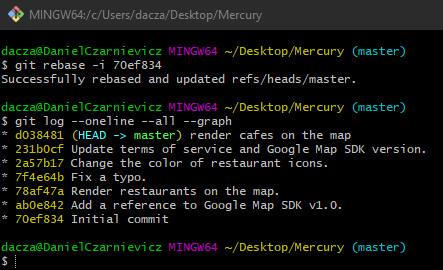 MINGW64:/c/Users/dacza/Desktop/Mercury
dacza@DanielCzarnievicz MINGW64 ~/Desktop/Mercury (master)
$ git rebase -i 70ef834
Successfully rebased and updated refs/heads/master.
dacza@DanielCzarnievicz MINGW64 ~/Desktop/Mercury (master)
$ git log --oneline --all --graph
* d038481 (HEAD -> master) render cafes on the map
* 231b0cf Update terms of service and Google Map SDK version.
* 2a57b17 Change the color of restaurant icons.
* 7f4e64b Fix a typo.
* 78af47a Render restaurants on the map.
* ab0e842 Add a reference to Google Map SDK v1.0.
* 70ef834 Initial commit
dacza@DanielCzarnievicz MINGW64 ~/Desktop/Mercury (master)
$